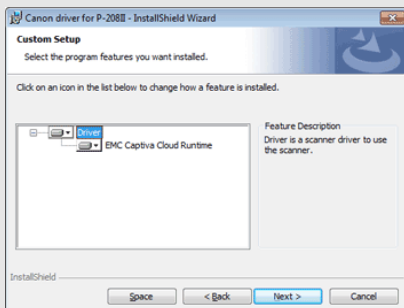 Canon driver for P-208II - InstallShield Wizard
Custom Setup
Select the program features you want installed.
Click on an icon in the list below to change how a feature is installed.
Driver
EMC Captiva Cloud Runtime
Feature Description
Driver is a scanner driver to use
the scanner.
InstallShield
Space
< Back
Next >
Cancel